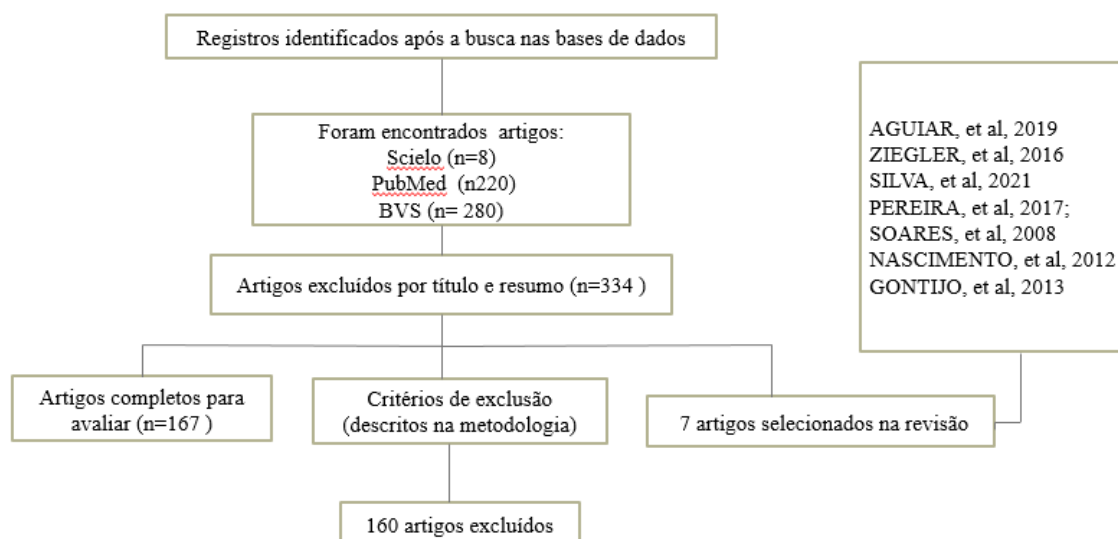 Registros identificados após a busca nas bases de dados
Foram encontrados artigos:
Scielo (n=8)
PubMed (n220)
BVS (n= 280)
AGUIAR, et al, 2019
ZIEGLER, et al, 2016
SILVA, et al, 2021
PEREIRA, et al, 2017;
SOARES, et al, 2008
NASCIMENTO, et al, 2012
GONTIJO, et al, 2013
Artigos excluídos por título e resumo (n=334 )
Artigos completos para
avaliar (n=167 )
Critérios de exclusão
(descritos na metodologia)
7 artigos selecionados na revisão
160 artigos excluídos